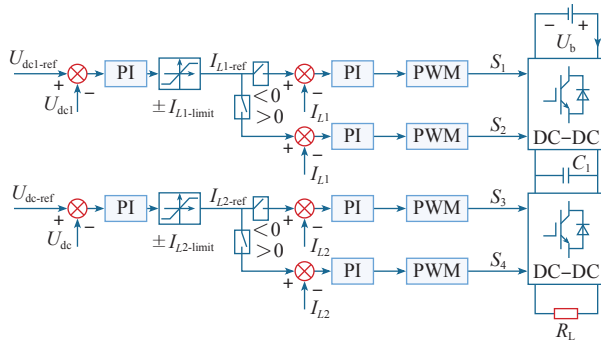 − +
U_b
U_dc1-ref
+ −
U_dc1
PI
± I_L1-limit
I_L1-ref
<0
>0
+ −
I_L1
PI
PWM
S_1
+ −
I_L1
PI
PWM
S_2
DC−DC
C_1
U_dc-ref
+ −
U_dc
PI
± I_L2-limit
I_L2-ref
<0
>0
+ −
I_L2
PI
PWM
S_3
+ −
I_L2
PI
PWM
S_4
DC−DC
R_L